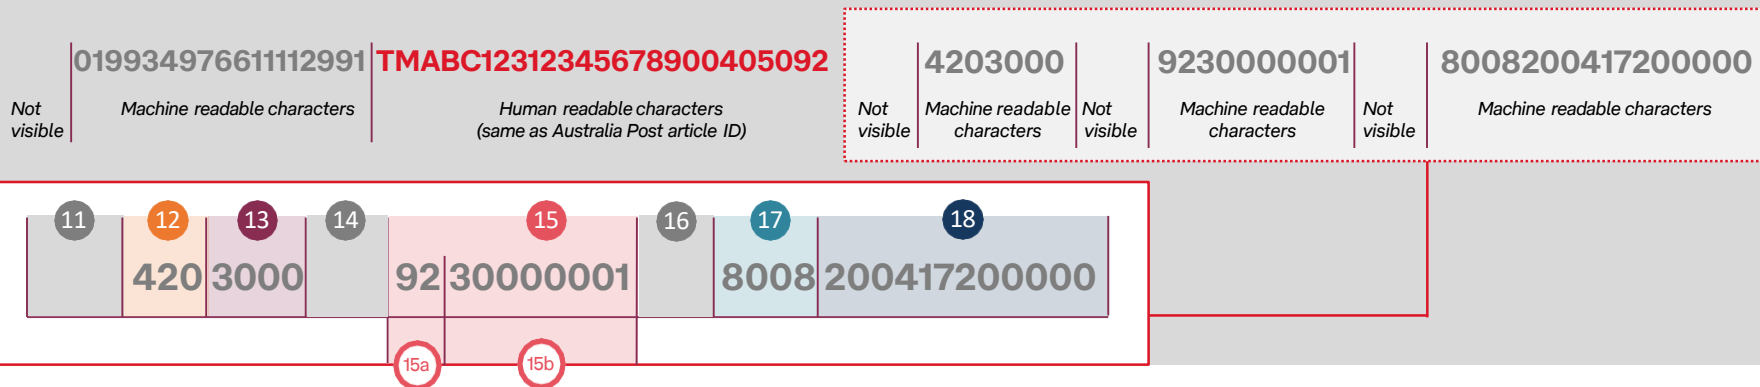 019934976611112991 TMABC12312345678900405092 4203000 9230000001 8008200417200000
Not visible Machine readable characters Human readable characters (same as Australia Post article ID) Not visible Machine readable characters Not visible Machine readable characters Not visible Machine readable characters
11 12 13 14 15 16 17 18
420 3000 92 30000001 8008 200417200000
15a 15b